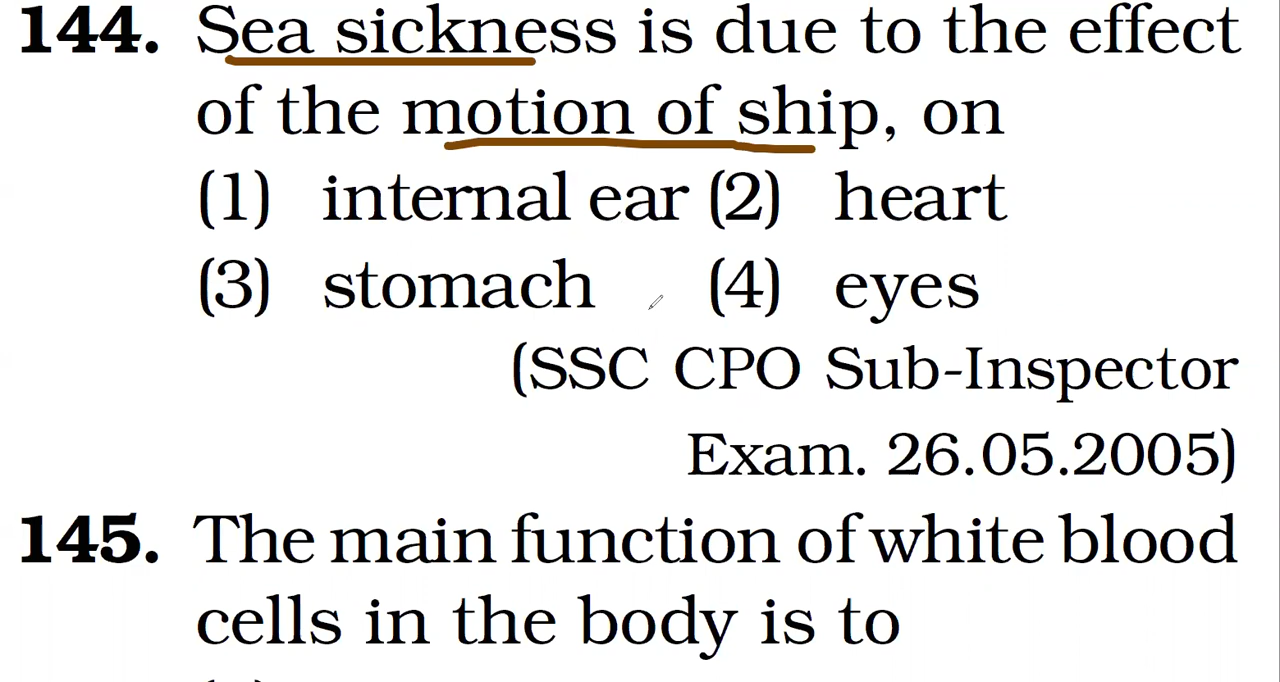 144. Sea sickness is due to the effect
of the motion of ship, on
(1) internal ear (2) heart
(3) stomach (4) eyes
(SSC CPO Sub-Inspector
Exam. 26.05.2005)
145. The main function of white blood
cells in the body is to